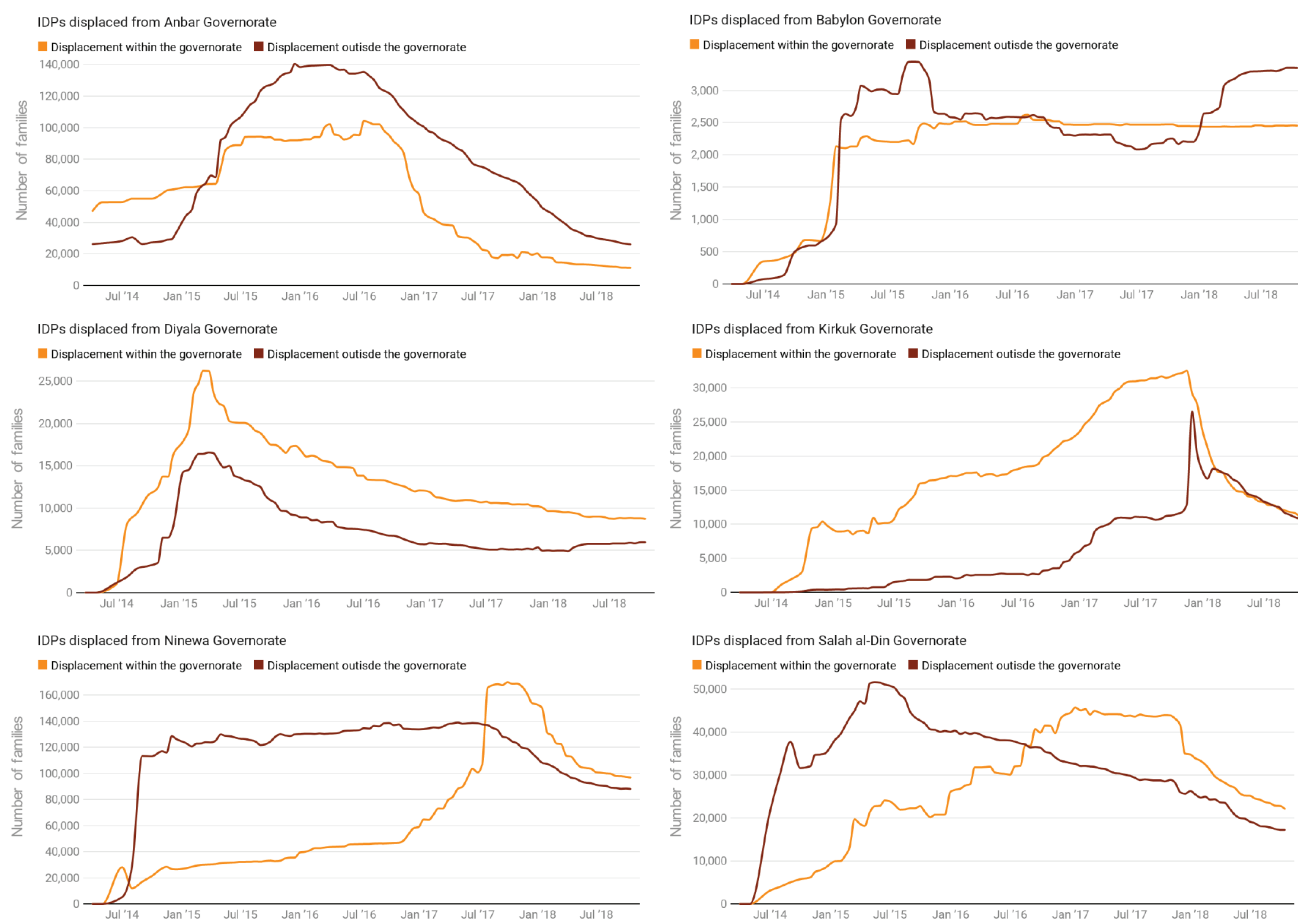 IDPs displaced from Anbar Governorate
Displacement within the governorate Displacement outisde the governorate
Number of families
140,000
120,000
100,000
80,000
60,000
40,000
20,000
0
Jul '14 Jan '15 Jul '15 Jan '16 Jul '16 Jan '17 Jul '17 Jan '18 Jul '18
IDPs displaced from Babylon Governorate
Displacement within the governorate Displacement outisde the governorate
Number of families
3,000
2,500
2,000
1,500
1,000
500
0
Jul '14 Jan '15 Jul '15 Jan '16 Jul '16 Jan '17 Jul '17 Jan '18 Jul '18
IDPs displaced from Diyala Governorate
Displacement within the governorate Displacement outisde the governorate
Number of families
25,000
20,000
15,000
10,000
5,000
0
Jul '14 Jan '15 Jul '15 Jan '16 Jul '16 Jan '17 Jul '17 Jan '18 Jul '18
IDPs displaced from Kirkuk Governorate
Displacement within the governorate Displacement outisde the governorate
Number of families
30,000
25,000
20,000
15,000
10,000
5,000
0
Jul '14 Jan '15 Jul '15 Jan '16 Jul '16 Jan '17 Jul '17 Jan '18 Jul '18
IDPs displaced from Ninewa Governorate
Displacement within the governorate Displacement outisde the governorate
Number of families
160,000
140,000
120,000
100,000
80,000
60,000
40,000
20,000
0
Jul '14 Jan '15 Jul '15 Jan '16 Jul '16 Jan '17 Jul '17 Jan '18 Jul '18
IDPs displaced from Salah al-Din Governorate
Displacement within the governorate Displacement outisde the governorate
Number of families
50,000
40,000
30,000
20,000
10,000
0
Jul '14 Jan '15 Jul '15 Jan '16 Jul '16 Jan '17 Jul '17 Jan '18 Jul '18